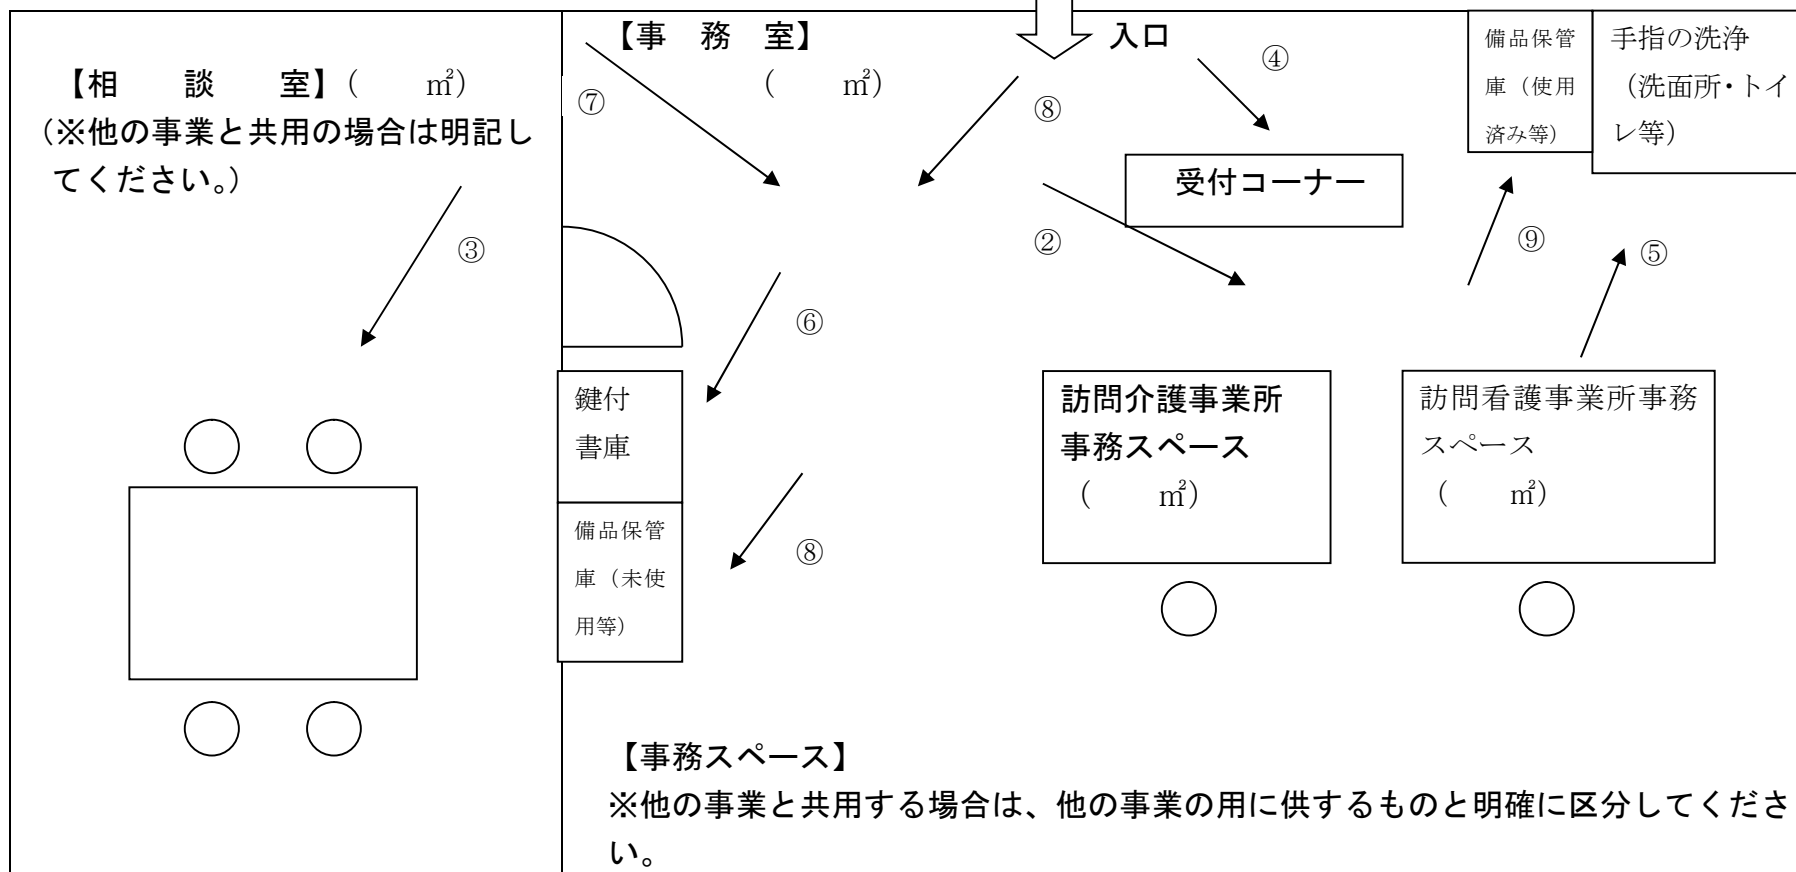 【相　談　室】（　　㎡）
（※他の事業と共用の場合は明記し
てください。）
③
【事　務　室】
（　　㎡）
入口
⑦
⑧
④
②
受付コーナー
備品保管
庫（使用
済み等）
手指の洗浄
（洗面所・トイ
レ等）
⑨
⑤
⑥
鍵付
書庫
備品保管
庫（未使
用等）
⑧
訪問介護事業所
事務スペース
（　　㎡）
訪問看護事業所事務
スペース
（　　㎡）
【事務スペース】
※他の事業と共用する場合は、他の事業の用に供するものと明確に区分してくださ
い。